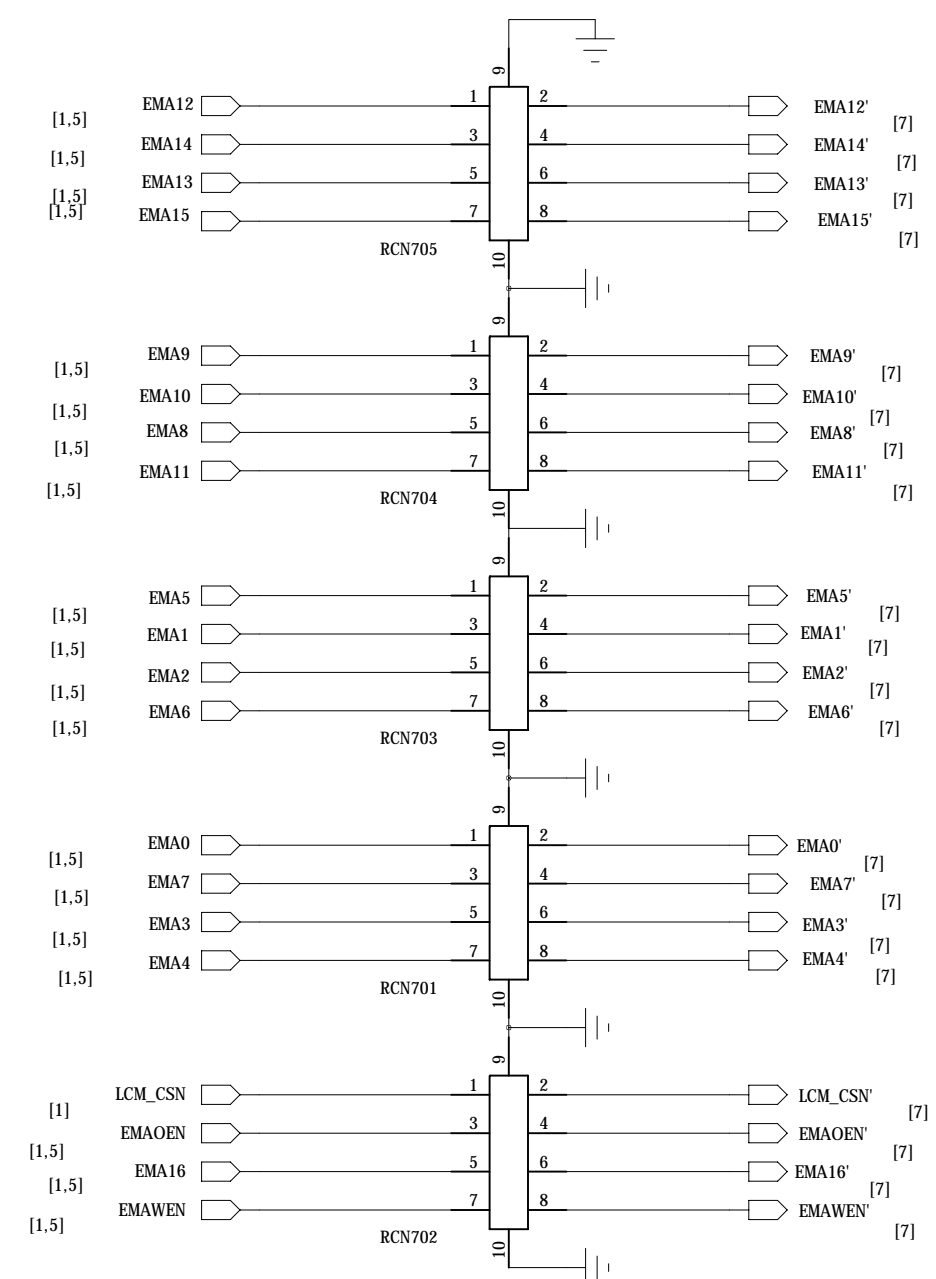 9
EMA12 1 2 EMA12'
[1,5] [7]
EMA14 3 4 EMA14'
[1,5] [7]
EMA13 5 6 EMA13'
[1,5] [7]
[1,5]
EMA15 7 8 EMA15'
[7]
RCN705
10
9
EMA9 1 2 EMA9'
[1,5] [7]
EMA10 3 4 EMA10'
[1,5] [7]
EMA8 5 6 EMA8'
[1,5] [7]
EMA11 7 8 EMA11'
[1,5] [7]
RCN704
10
9
EMA5 1 2 EMA5'
[1,5] [7]
EMA1 3 4 EMA1'
[1,5] [7]
EMA2 5 6 EMA2'
[1,5] [7]
EMA6 7 8 EMA6'
[1,5] [7]
RCN703
10
9
EMA0 1 2 EMA0'
[1,5] [7]
EMA7 3 4 EMA7'
[1,5] [7]
EMA3 5 6 EMA3'
[1,5] [7]
EMA4 7 8 EMA4'
[1,5] [7]
RCN701
10
9
LCM_CSN 1 2 LCM_CSN'
[1] [7]
EMAOEN 3 4 EMAOEN'
[1,5] [7]
EMA16 5 6 EMA16'
[1,5] [7]
EMAWEN 7 8 EMAWEN'
[1,5] [7]
RCN702
10